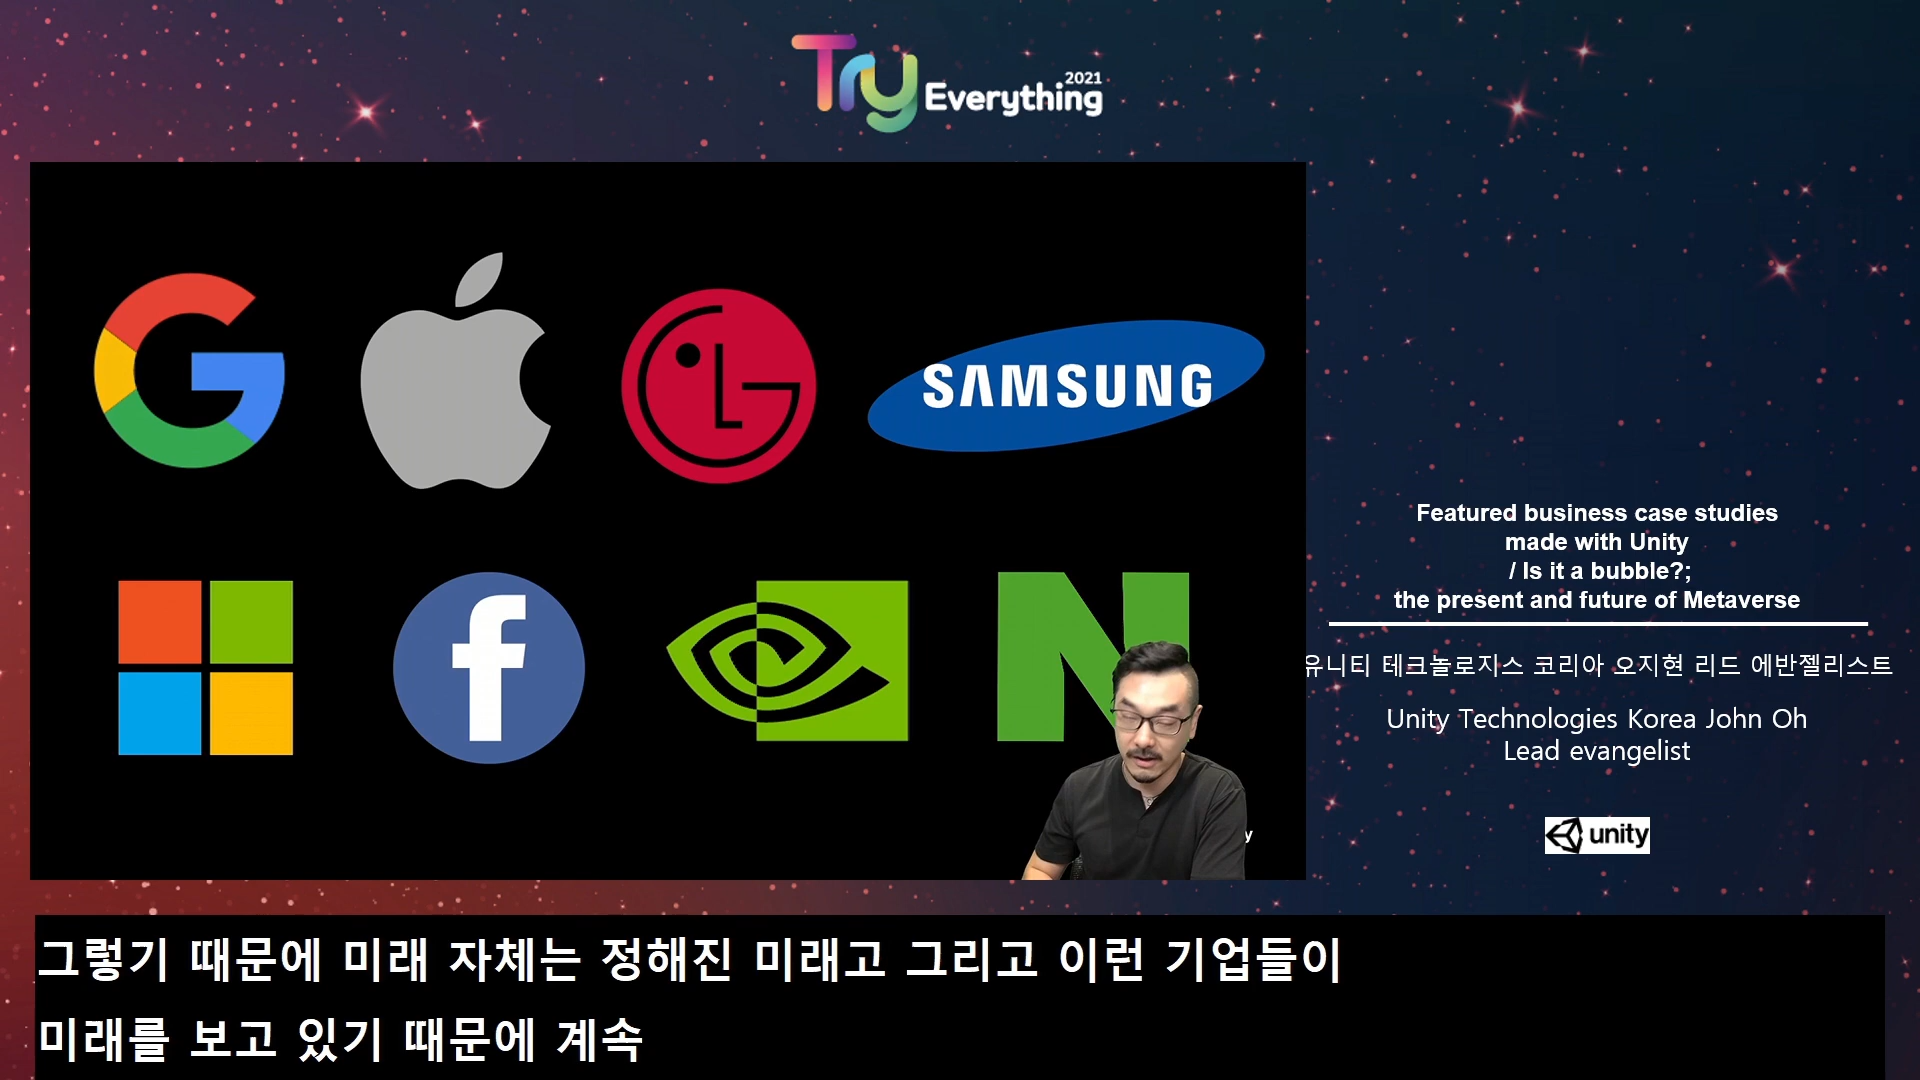 Try
2021
Everything
G
LG
SAMSUNG
f
N
Featured business case studies
made with Unity
/ Is it a bubble?;
the present and future of Metaverse
유니티 테크놀로지스 코리아 오지현 리드 에반젤리스트
Unity Technologies Korea John Oh
Lead evangelist
unity
y
그렇기 때문에 미래 자체는 정해진 미래고 그리고 이런 기업들이
미래를 보고 있기 때문에 계속